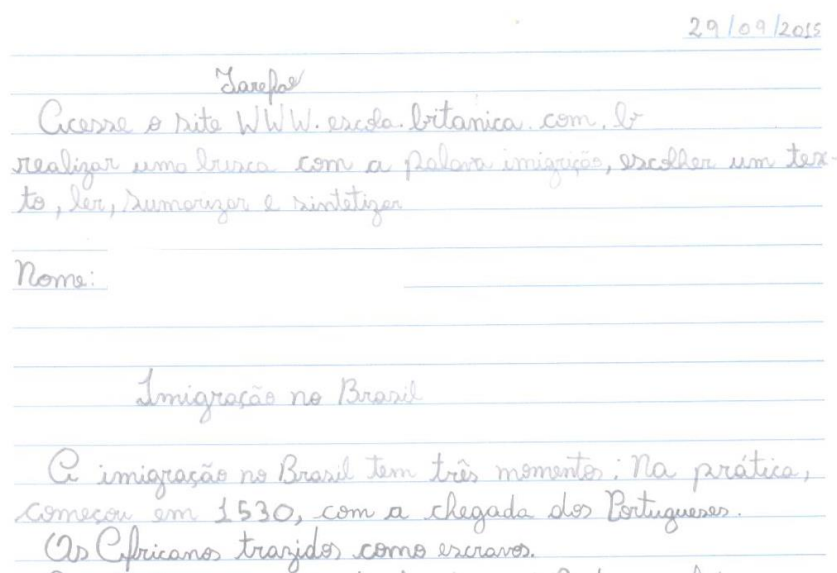 29/09/2015
Tarefa
Acesse o site WWW.escola.britanica.com.br
realizar uma busca com a palavra imigrição, escolher um tex-
to, ler, sumerizar e sintetizar
Nome:
Imigração no Brasil
A imigração no Brasil tem três momentos: Na prática,
começou em 1530, com a chegada dos Portugueses.
Os Africanos trazidos como escravos.